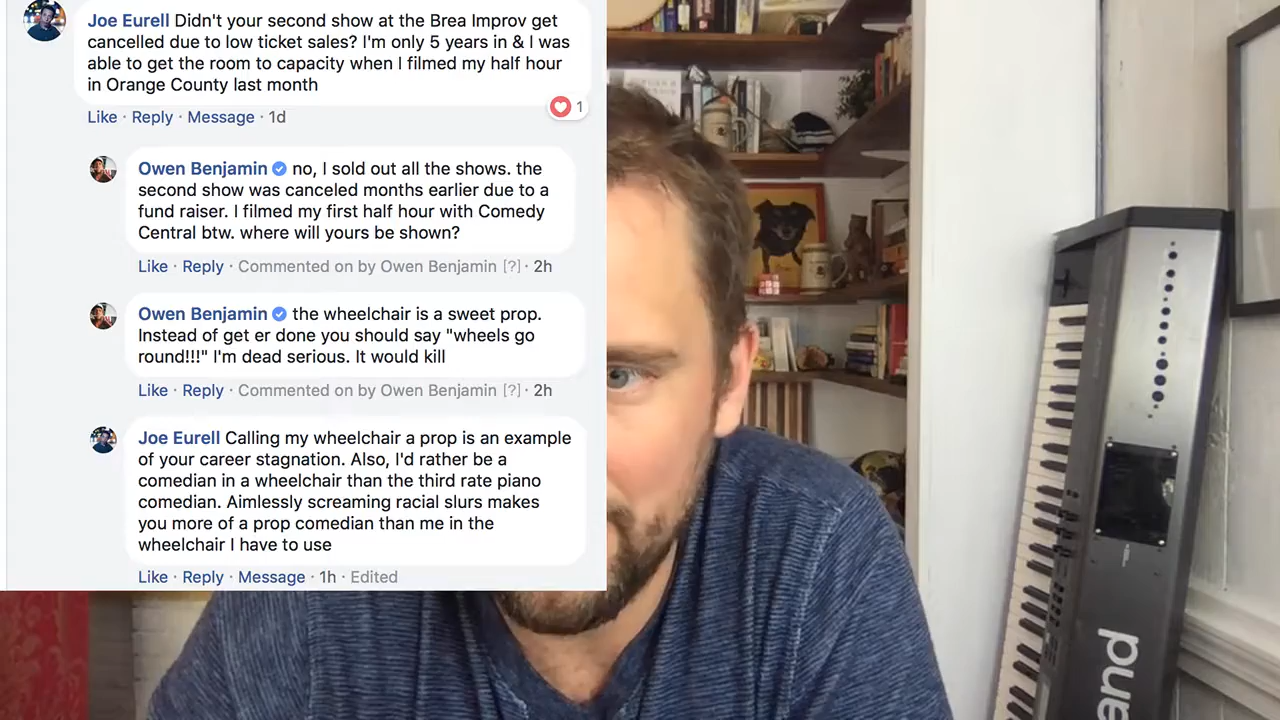 Joe Eurell Didn't your second show at the Brea Improv get
cancelled due to low ticket sales? I'm only 5 years in & I was
able to get the room to capacity when I filmed my half hour
in Orange County last month
1
Like · Reply · Message · 1d
Owen Benjamin no, I sold out all the shows. the
second show was canceled months earlier due to a
fund raiser. I filmed my first half hour with Comedy
Central btw. where will yours be shown?
Like · Reply · Commented on by Owen Benjamin [?] · 2h
Owen Benjamin the wheelchair is a sweet prop.
Instead of get er done you should say "wheels go
round!!!" I'm dead serious. It would kill
Like · Reply · Commented on by Owen Benjamin [?] · 2h
Joe Eurell Calling my wheelchair a prop is an example
of your career stagnation. Also, I'd rather be a
comedian in a wheelchair than the third rate piano
comedian. Aimlessly screaming racial slurs makes
you more of a prop comedian than me in the
wheelchair I have to use
Like · Reply · Message · 1h · Edited
and